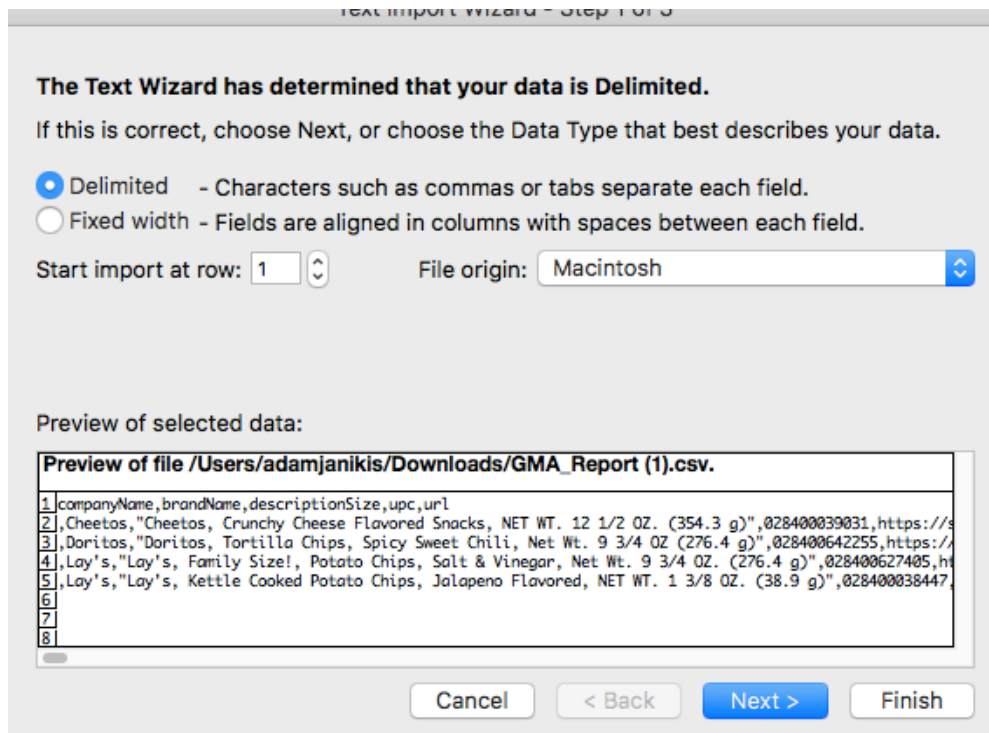 Text Import Wizard - Step 1 of 3
The Text Wizard has determined that your data is Delimited.
If this is correct, choose Next, or choose the Data Type that best describes your data.
Delimited - Characters such as commas or tabs separate each field.
Fixed width - Fields are aligned in columns with spaces between each field.
Start import at row: 1 File origin: Macintosh
Preview of selected data:
Preview of file /Users/adamjanikis/Downloads/GMA_Report (1).csv.
1 companyName,brandName,descriptionSize,upc,url
2 ,Cheetos,"Cheetos, Crunchy Cheese Flavored Snacks, NET WT. 12 1/2 OZ. (354.3 g)",028400039031,https://s
3 ,Doritos,"Doritos, Tortilla Chips, Spicy Sweet Chili, Net Wt. 9 3/4 OZ (276.4 g)",028400642255,https:/
4 ,Lay's,"Lay's, Family Size!, Potato Chips, Salt & Vinegar, Net Wt. 9 3/4 OZ. (276.4 g)",028400627405,ht
5 ,Lay's,"Lay's, Kettle Cooked Potato Chips, Jalapeno Flavored, NET WT. 1 3/8 OZ. (38.9 g)",028400038447,
6
7
8
Cancel < Back Next > Finish